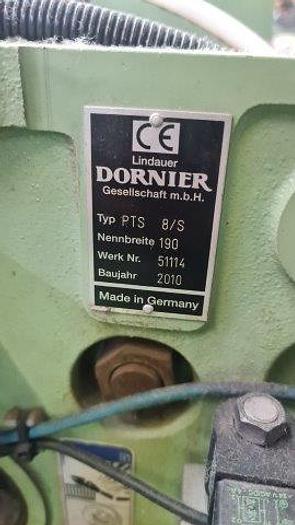 CE
Lindauer
DORNIER
Gesellschaft m.b.H.
Typ PTS 8/S
Nennbreite 190
Werk Nr. 51114
Baujahr 2010
Made in Germany